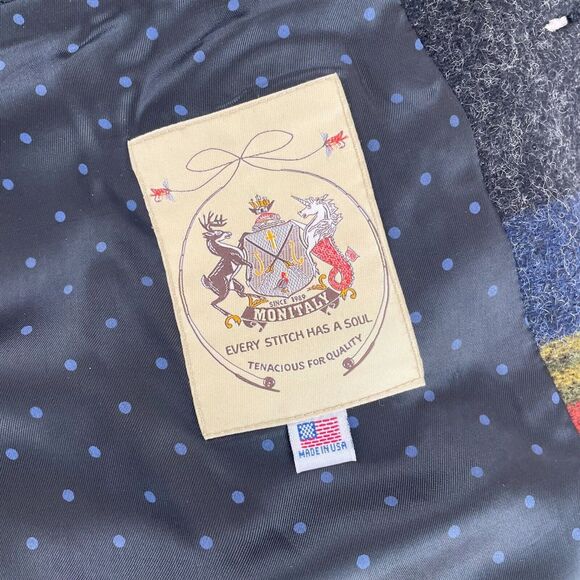 SINCE 1989
MONITALY
EVERY STITCH HAS A SOUL
TENACIOUS FOR QUALITY
MADE IN USA